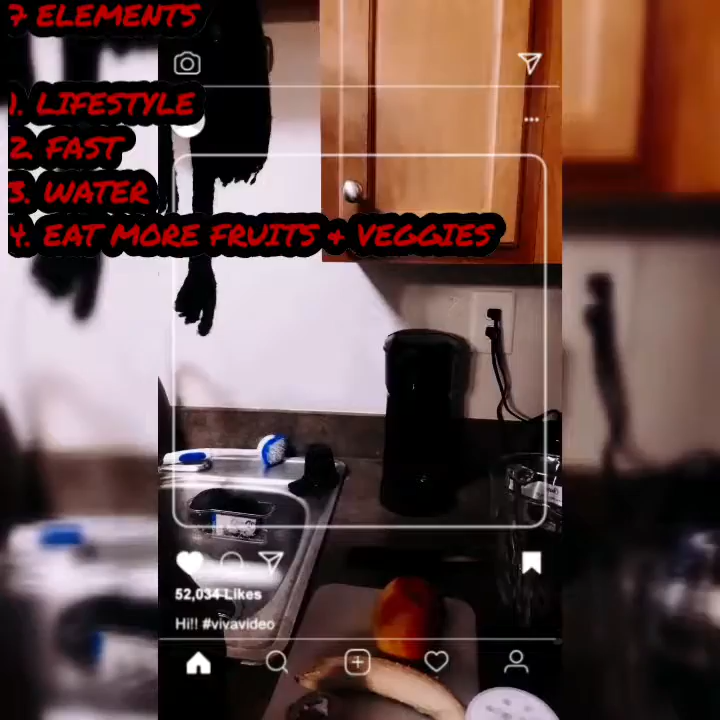 7 ELEMENTS
1. LIFESTYLE
2. FAST
3. WATER
4. EAT MORE FRUITS & VEGGIES
52,034 Likes
Hi!! #vivavideo